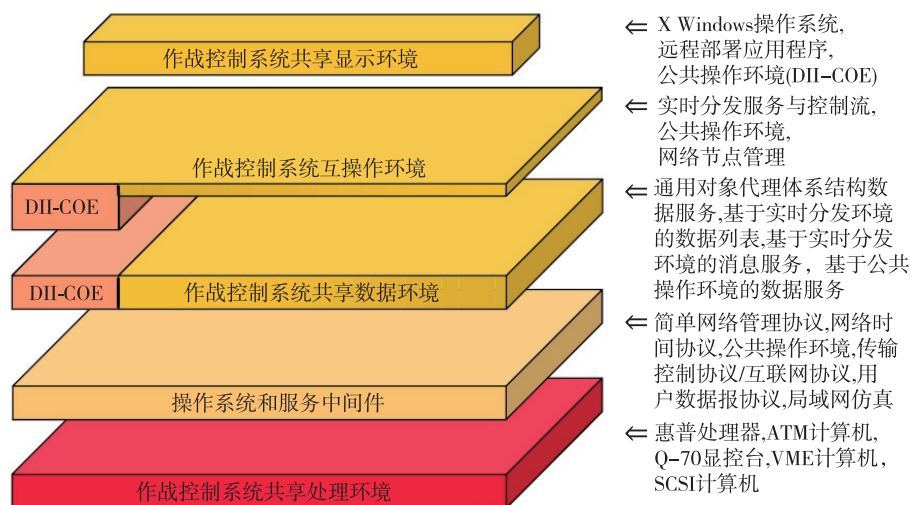 作战控制系统共享显示环境
⇐ X Windows操作系统,
远程部署应用程序,
公共操作环境(DII-COE)
作战控制系统互操作环境
DII-COE
⇐ 实时分发服务与控制流,
公共操作环境,
网络节点管理
DII-COE
作战控制系统共享数据环境
⇐ 通用对象代理体系结构数
据服务,基于实时分发环境
的数据列表,基于实时分发
环境的消息服务，基于公共
操作环境的数据服务
操作系统和服务中间件
⇐ 简单网络管理协议,网络时
间协议,公共操作环境,传输
控制协议/互联网协议,用
户数据报协议,局域网仿真
作战控制系统共享处理环境
⇐ 惠普处理器,ATM计算机,
Q-70显控台,VME计算机，
SCSI计算机